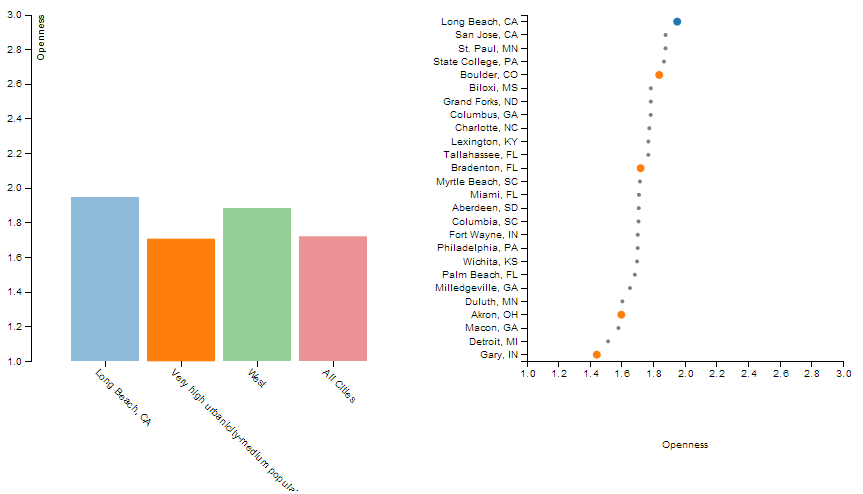 3.0
2.8
2.6
2.4
2.2
2.0
1.8
1.6
1.4
1.2
1.0
Openness
Long Beach, CA
Very high urbanicity-medium popula
West
All Cities
Long Beach, CA
San Jose, CA
St. Paul, MN
State College, PA
Boulder, CO
Biloxi, MS
Grand Forks, ND
Columbus, GA
Charlotte, NC
Lexington, KY
Tallahassee, FL
Bradenton, FL
Myrtle Beach, SC
Miami, FL
Aberdeen, SD
Columbia, SC
Fort Wayne, IN
Philadelphia, PA
Wichita, KS
Palm Beach, FL
Milledgeville, GA
Duluth, MN
Akron, OH
Macon, GA
Detroit, MI
Gary, IN
1.0 1.2 1.4 1.6 1.8 2.0 2.2 2.4 2.6 2.8 3.0
Openness